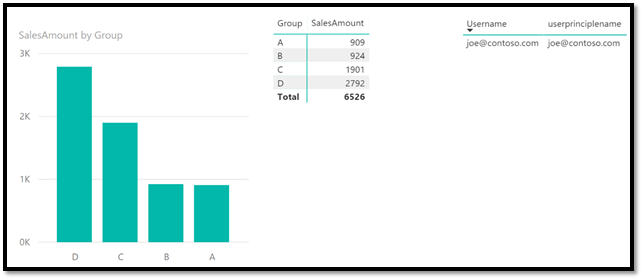 SalesAmount by Group
3K
2K
1K
0K
D C B A
Group SalesAmount
A 909
B 924
C 1901
D 2792
Total 6526
Username userprinciplename
joe@contoso.com joe@contoso.com